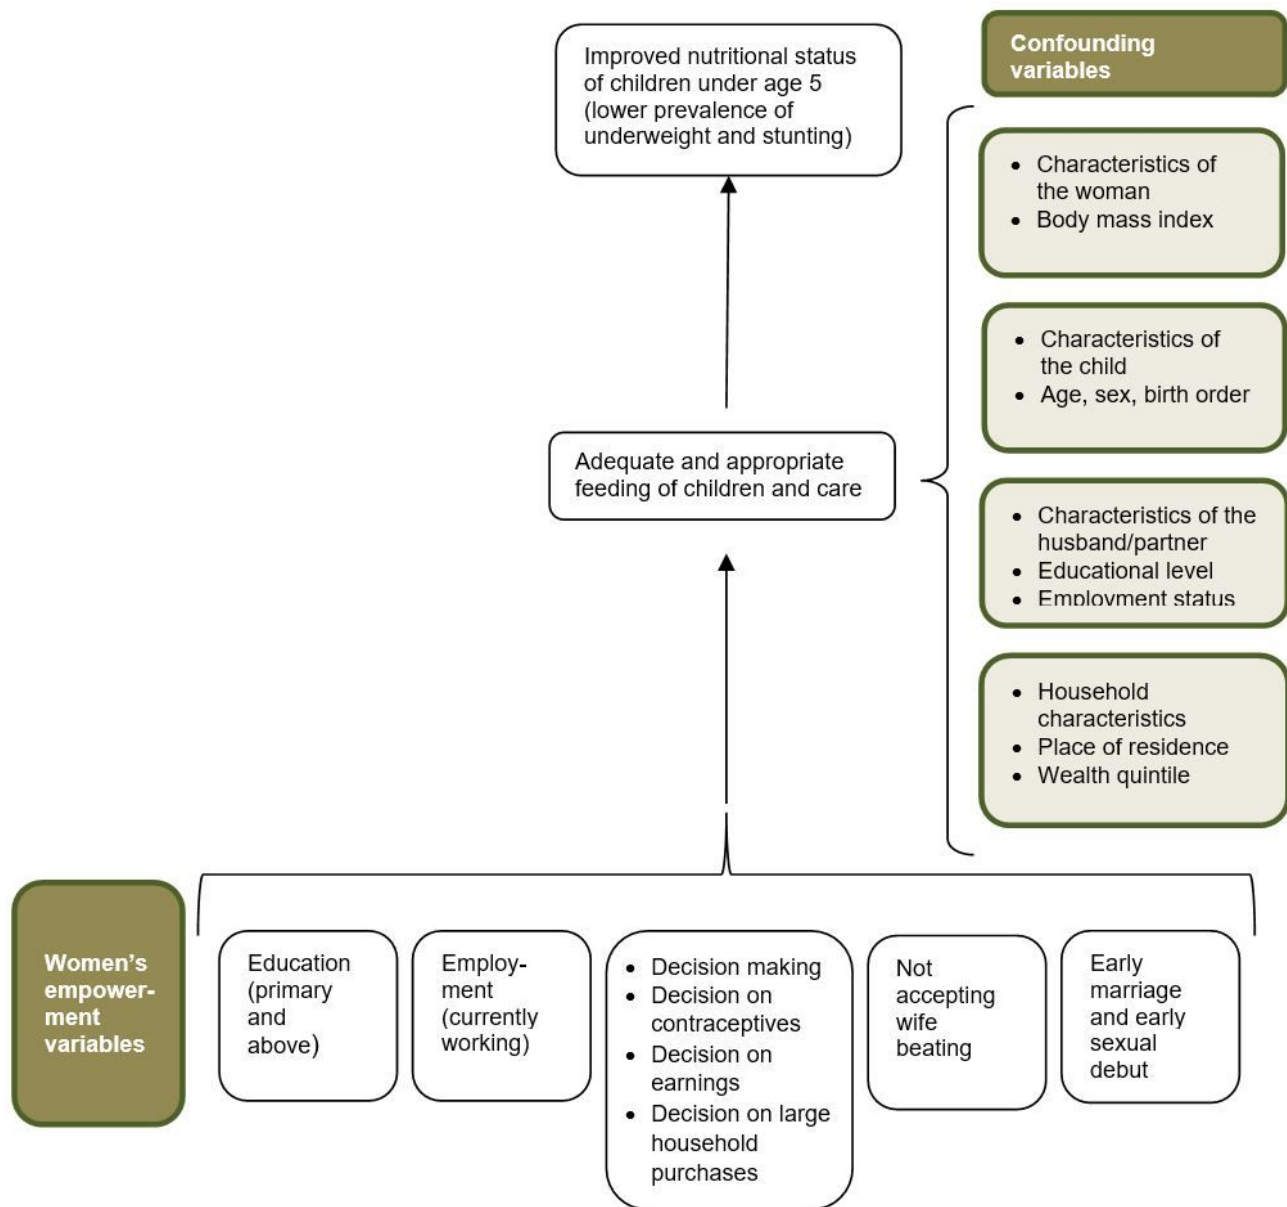 Improved nutritional status
of children under age 5
(lower prevalence of
underweight and stunting)
Confounding
variables
• Characteristics of
the woman
• Body mass index
• Characteristics of
the child
• Age, sex, birth order
Adequate and appropriate
feeding of children and care
• Characteristics of the
husband/partner
• Educational level
• Employment status
• Household
characteristics
• Place of residence
• Wealth quintile
Women’s
empower-
ment
variables
Education
(primary
and
above)
Employ-
ment
(currently
working)
• Decision making
• Decision on
contraceptives
• Decision on
earnings
• Decision on large
household
purchases
Not
accepting
wife
beating
Early
marriage
and early
sexual
debut